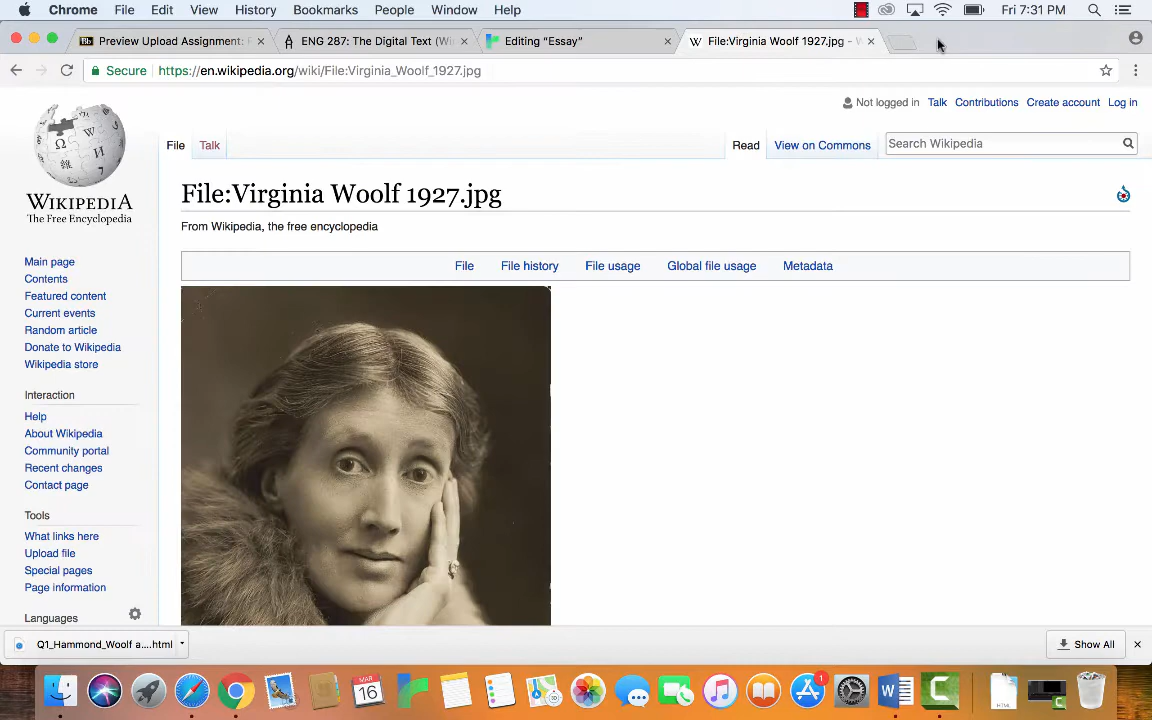 Chrome File Edit View History Bookmarks People Window Help Fri 7:31 PM
Preview Upload Assignment: ENG 287: The Digital Text (Wi Editing “Essay” File:Virginia Woolf 1927.jpg -
Secure https://en.wikipedia.org/wiki/File:Virginia_Woolf_1927.jpg
Not logged in Talk Contributions Create account Log in
File Talk Read View on Commons Search Wikipedia
WIKIPEDIA
The Free Encyclopedia
File:Virginia Woolf 1927.jpg
From Wikipedia, the free encyclopedia
File File history File usage Global file usage Metadata
Main page
Contents
Featured content
Current events
Random article
Donate to Wikipedia
Wikipedia store
Interaction
Help
About Wikipedia
Community portal
Recent changes
Contact page
Tools
What links here
Upload file
Special pages
Page information
Languages
Q1_Hammond_Woolf a....html Show All
MAR
16
1
HTML